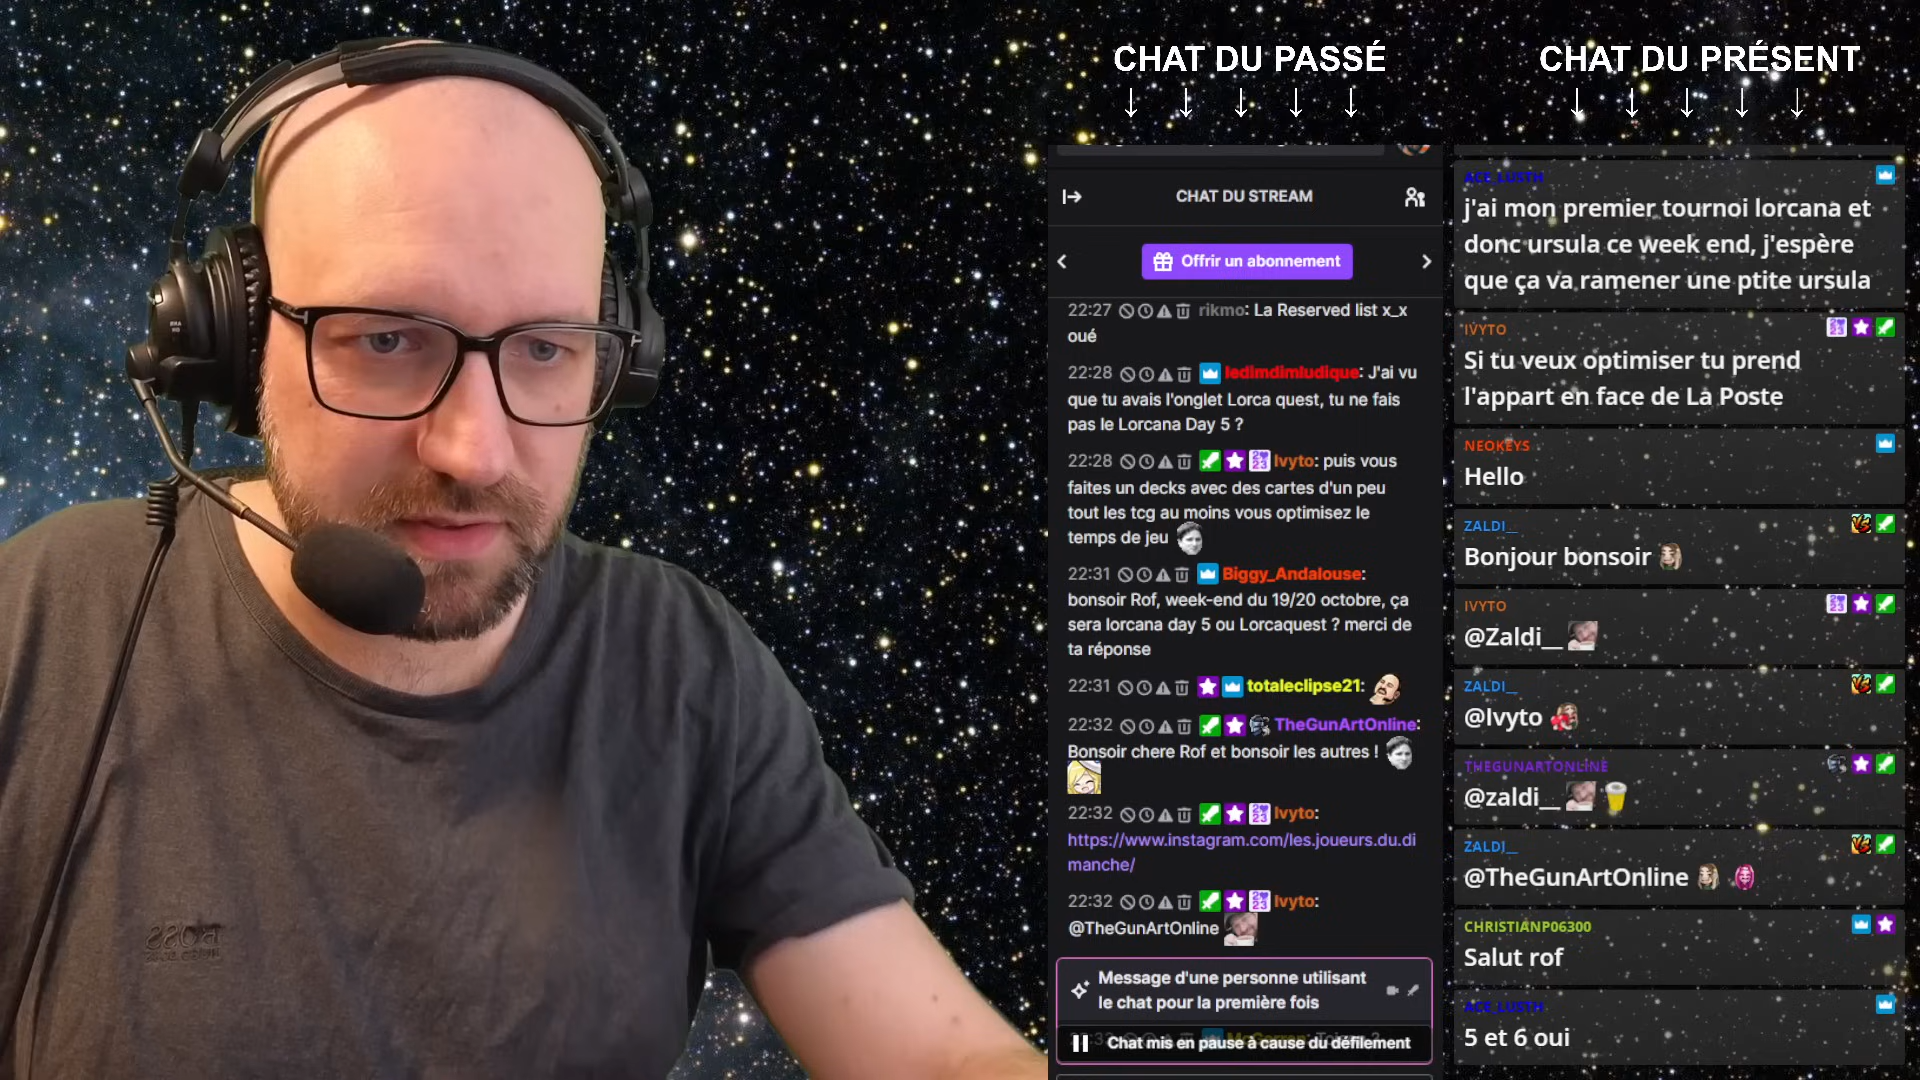 CHAT DU PASSÉ
CHAT DU PRÉSENT
CHAT DU STREAM
Offrir un abonnement
22:27 rikmo: La Reserved list x_x
oué
22:28 ledimdimludique: J'ai vu
que tu avais l'onglet Lorca quest, tu ne fais
pas le Lorcana Day 5 ?
22:28 Ivyto: puis vous
faites un decks avec des cartes d'un peu
tout les tcg au moins vous optimisez le
temps de jeu
22:31 Biggy_Andalouse:
bonsoir Rof, week-end du 19/20 octobre, ça
sera lorcana day 5 ou Lorcaquest ? merci de
ta réponse
22:31 totaleclipse21:
22:32 TheGunArtOnline:
Bonsoir chere Rof et bonsoir les autres !
22:32 Ivyto:
https://www.instagram.com/les.joueurs.du.di
manche/
22:32 Ivyto:
@TheGunArtOnline
Message d'une personne utilisant
le chat pour la première fois
Chat mis en pause à cause du défilement
ACE_LUSTH
j'ai mon premier tournoi lorcana et
donc ursula ce week end, j'espère
que ça va ramener une ptite ursula
IVYTO
Si tu veux optimiser tu prend
l'appart en face de La Poste
NEOKEYS
Hello
ZALDI__
Bonjour bonsoir
IVYTO
@Zaldi__
ZALDI__
@Ivyto
THEGUNARTONLINE
@zaldi__
ZALDI__
@TheGunArtOnline
CHRISTIANP06300
Salut rof
ACE_LUSTH
5 et 6 oui
BOSS